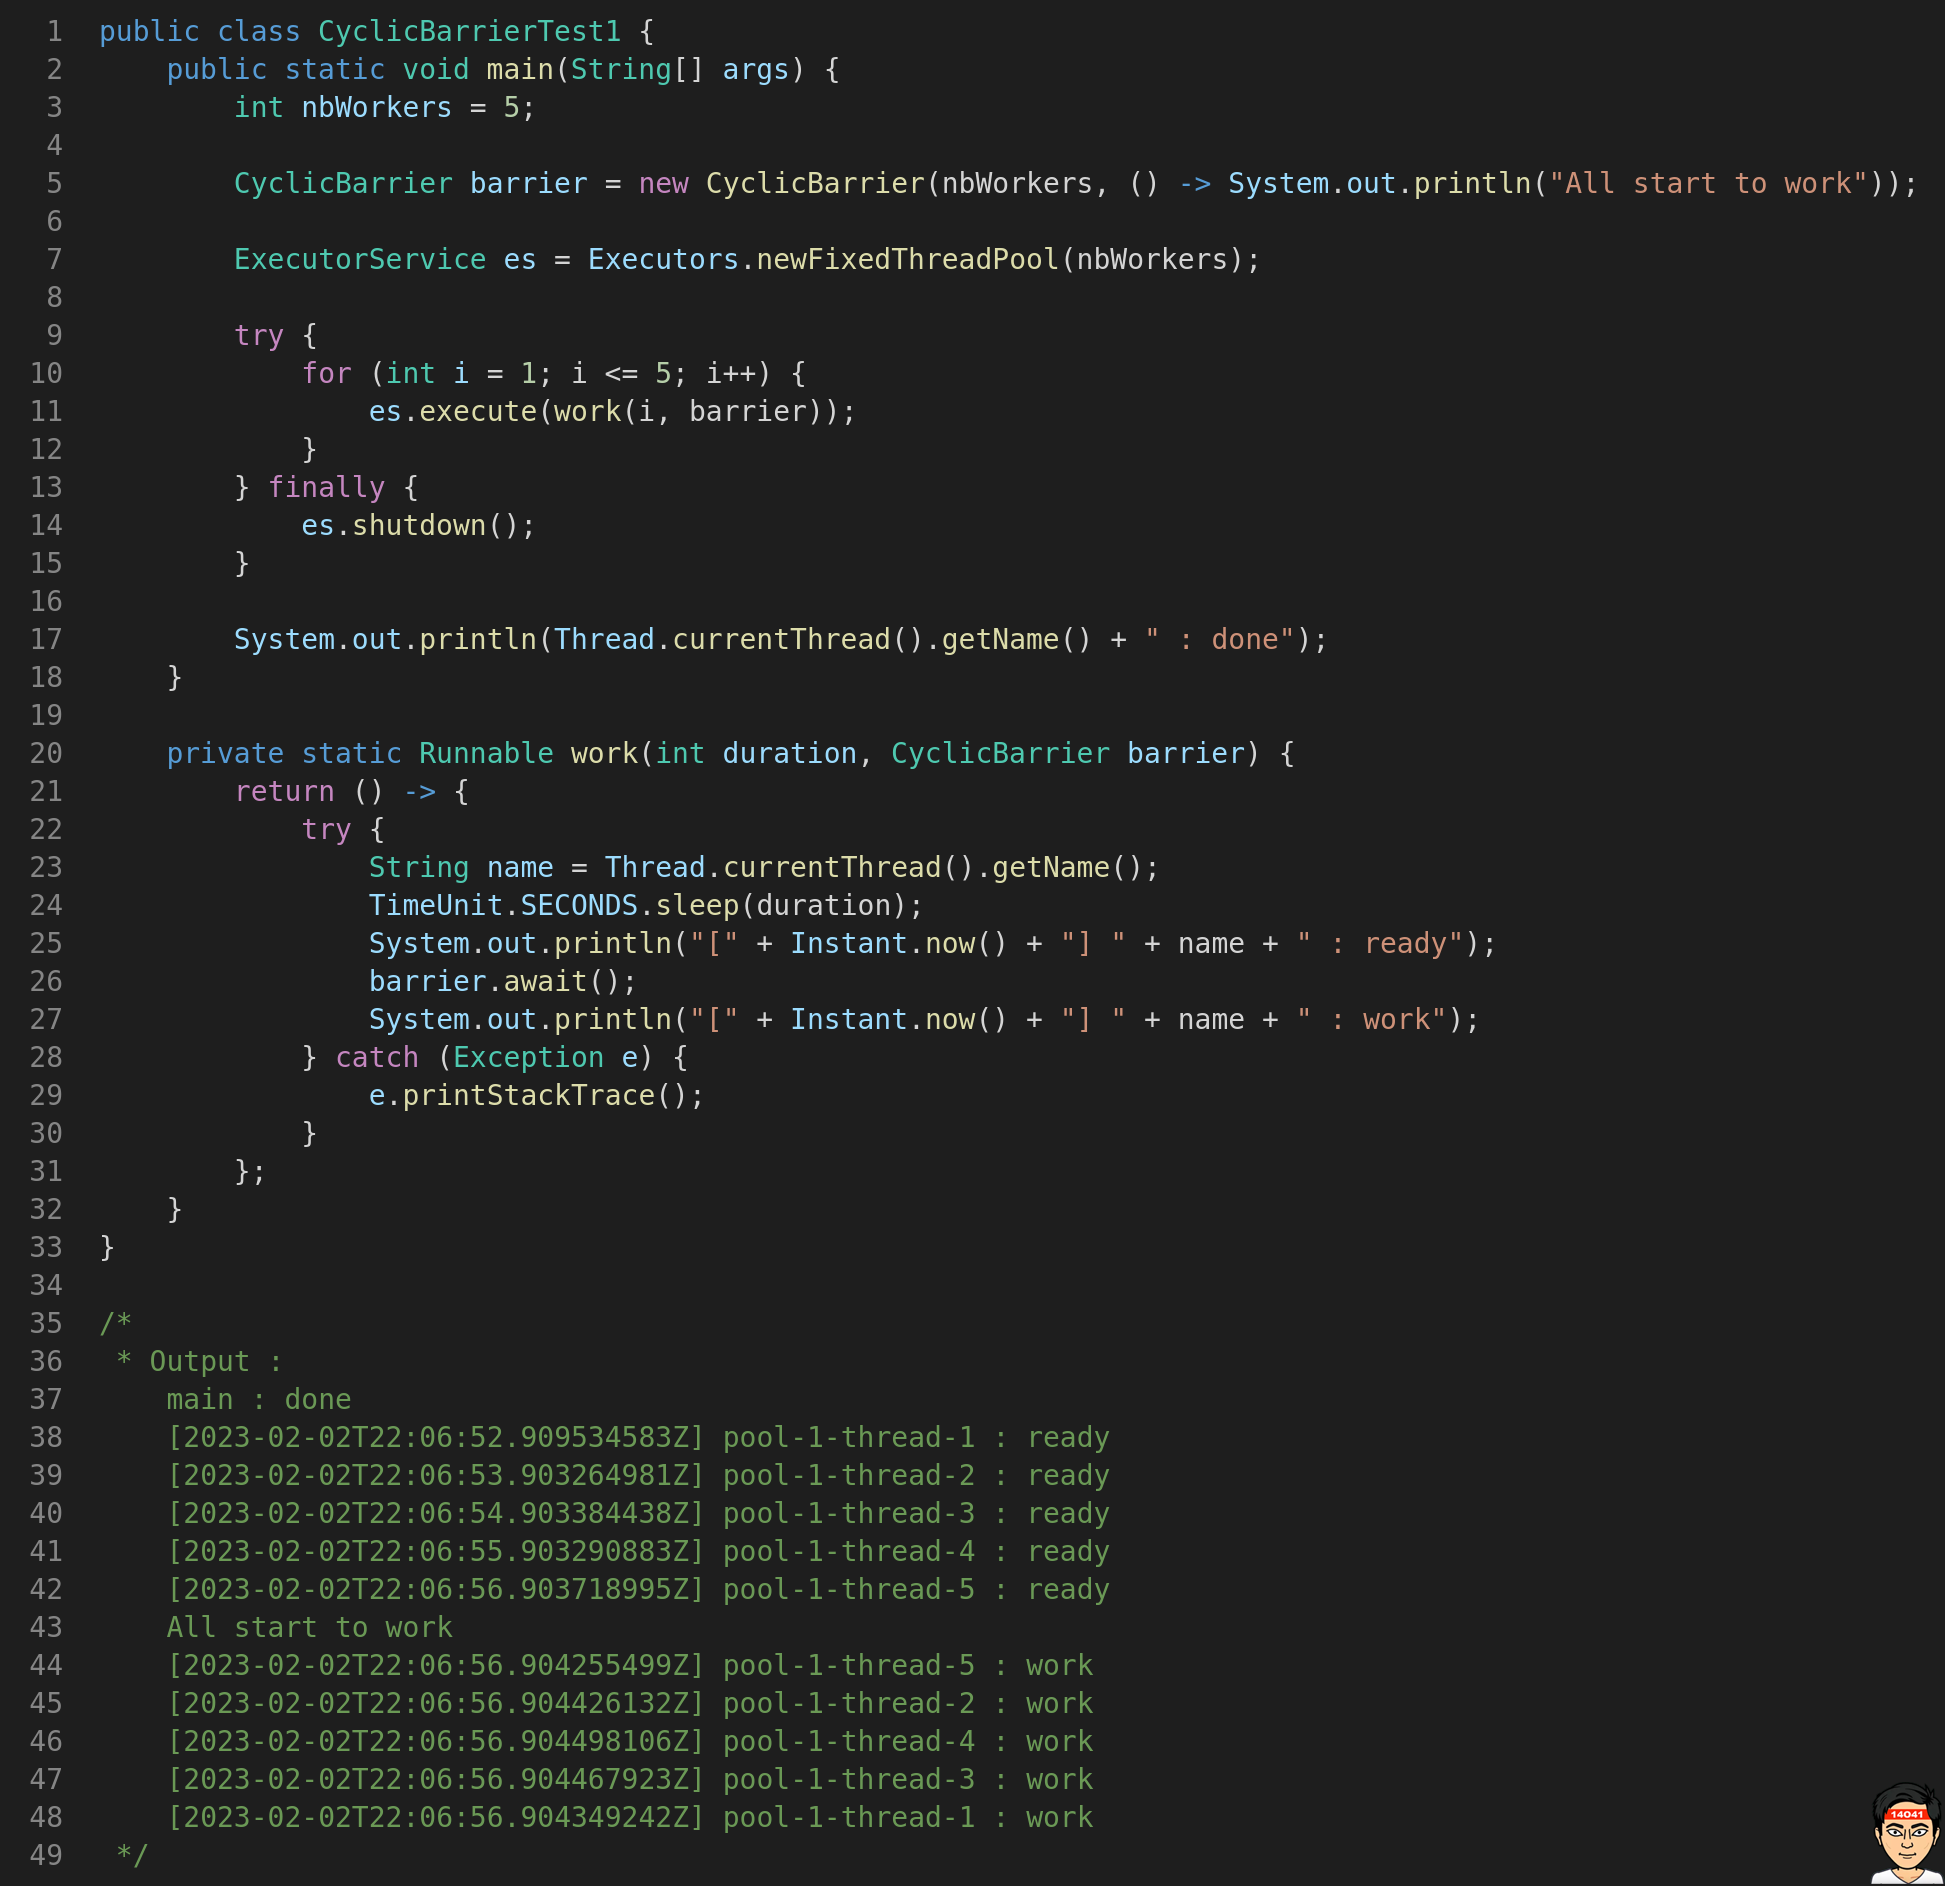 1 public class CyclicBarrierTest1 {
2     public static void main(String[] args) {
3         int nbWorkers = 5;
4
5         CyclicBarrier barrier = new CyclicBarrier(nbWorkers, () -> System.out.println("All start to work"));
6
7         ExecutorService es = Executors.newFixedThreadPool(nbWorkers);
8
9         try {
10             for (int i = 1; i <= 5; i++) {
11                 es.execute(work(i, barrier));
12             }
13         } finally {
14             es.shutdown();
15         }
16
17         System.out.println(Thread.currentThread().getName() + " : done");
18     }
19
20     private static Runnable work(int duration, CyclicBarrier barrier) {
21         return () -> {
22             try {
23                 String name = Thread.currentThread().getName();
24                 TimeUnit.SECONDS.sleep(duration);
25                 System.out.println("[" + Instant.now() + "] " + name + " : ready");
26                 barrier.await();
27                 System.out.println("[" + Instant.now() + "] " + name + " : work");
28             } catch (Exception e) {
29                 e.printStackTrace();
30             }
31         };
32     }
33 }
34
35 /*
36  * Output :
37     main : done
38     [2023-02-02T22:06:52.909534583Z] pool-1-thread-1 : ready
39     [2023-02-02T22:06:53.903264981Z] pool-1-thread-2 : ready
40     [2023-02-02T22:06:54.903384438Z] pool-1-thread-3 : ready
41     [2023-02-02T22:06:55.903290883Z] pool-1-thread-4 : ready
42     [2023-02-02T22:06:56.903718995Z] pool-1-thread-5 : ready
43     All start to work
44     [2023-02-02T22:06:56.904255499Z] pool-1-thread-5 : work
45     [2023-02-02T22:06:56.904426132Z] pool-1-thread-2 : work
46     [2023-02-02T22:06:56.904498106Z] pool-1-thread-4 : work
47     [2023-02-02T22:06:56.904467923Z] pool-1-thread-3 : work
48     [2023-02-02T22:06:56.904349242Z] pool-1-thread-1 : work
49  */
14041